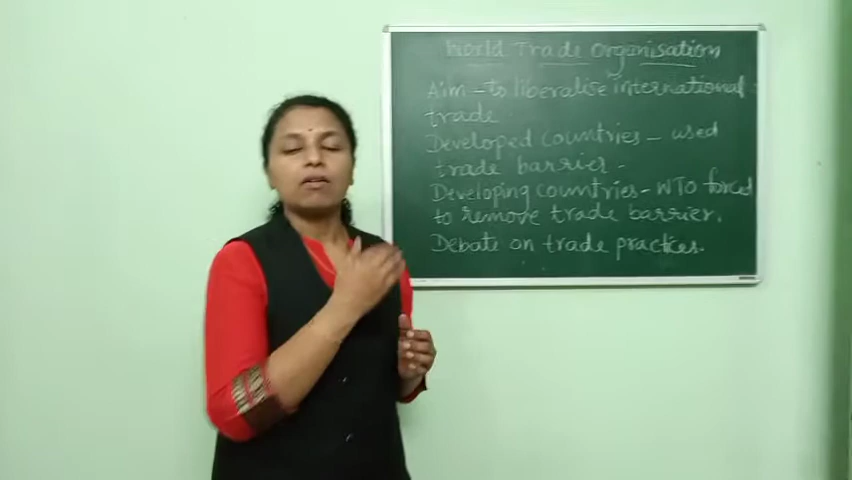 World Trade Organisation
Aim - to liberalise international
trade.
Developed countries - used
trade barrier.
Developing countries - WTO forced
to remove trade barrier.
Debate on trade practices.